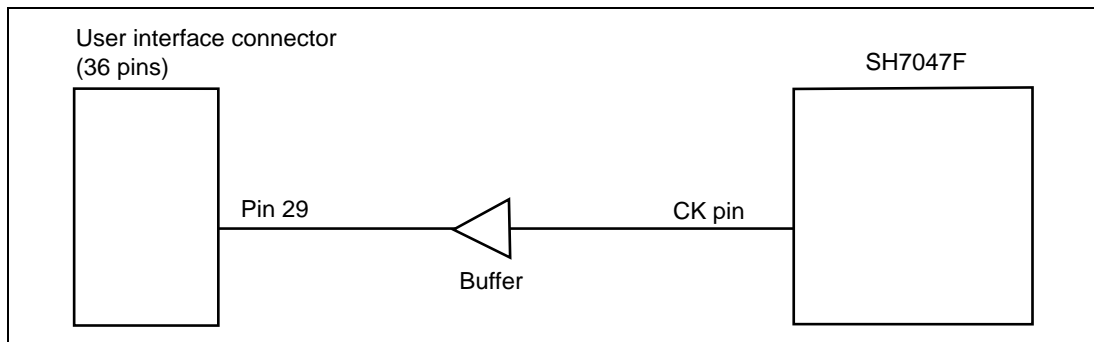 User interface connector
(36 pins)
SH7047F
Pin 29
CK pin
Buffer